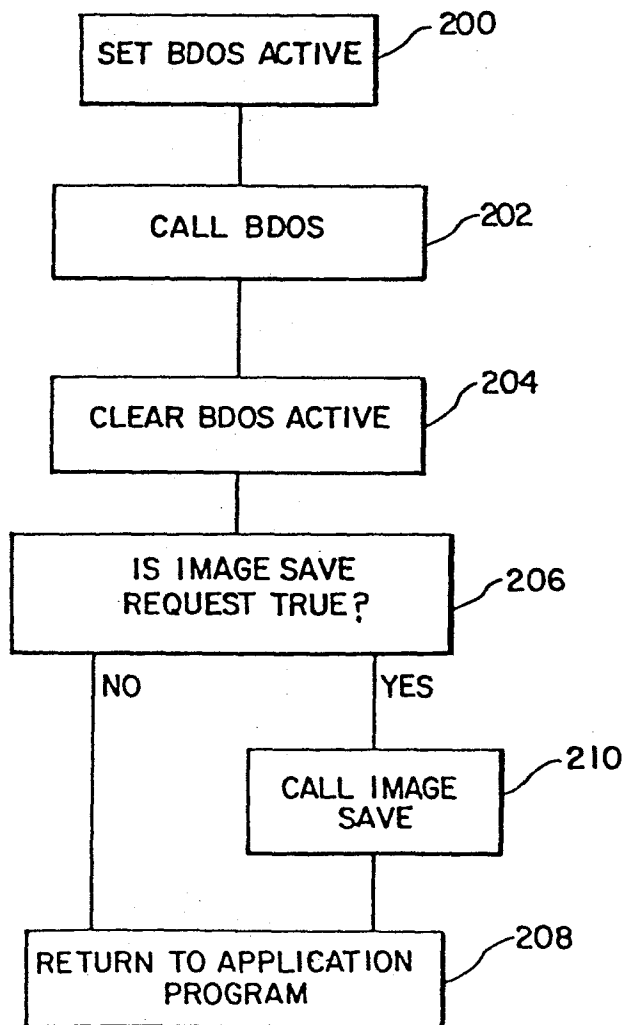 SET BDOS ACTIVE
200
CALL BDOS
202
CLEAR BDOS ACTIVE
204
IS IMAGE SAVE
REQUEST TRUE?
206
NO
YES
CALL IMAGE
SAVE
210
RETURN TO APPLICATION
PROGRAM
208